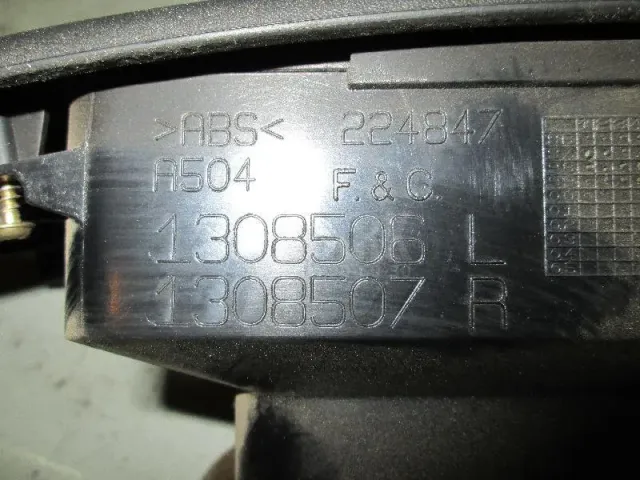 >ABS< 224847
A504 F. & G.
1308506 L
1308507 R